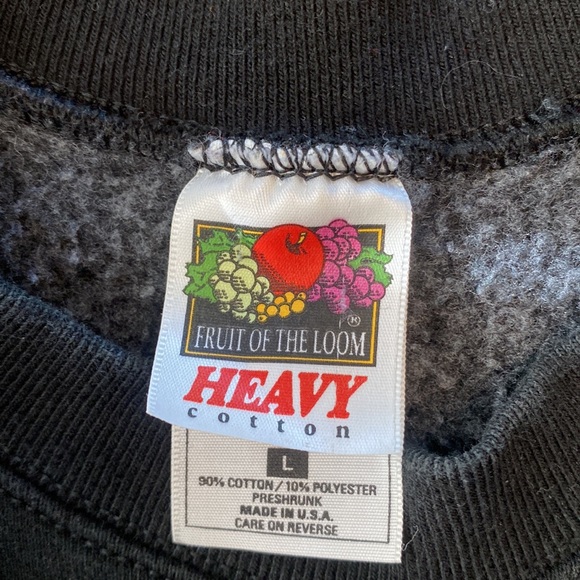 ®
FRUIT OF THE LOOM
HEAVY
cotton
L
90% COTTON / 10% POLYESTER
PRESHRUNK
MADE IN U.S.A.
CARE ON REVERSE